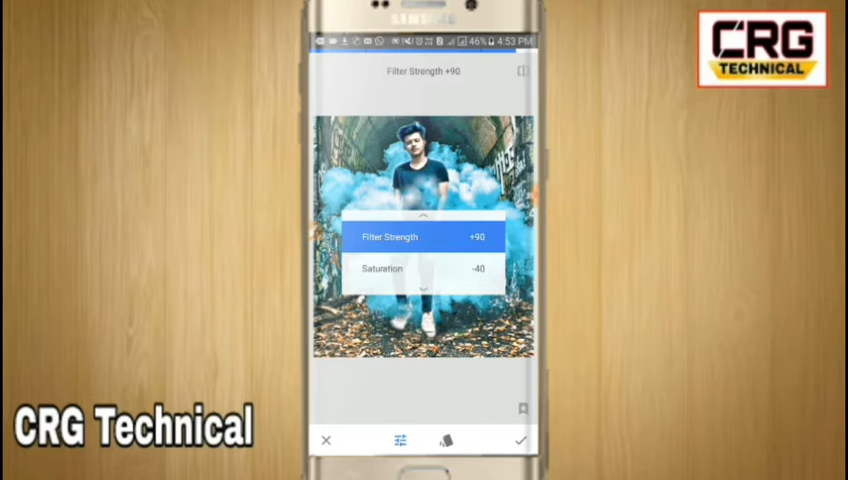 SAMSUNG
46% 4:53 PM
CRG
TECHNICAL
Filter Strength +90
Filter Strength +90
Saturation -40
CRG Technical